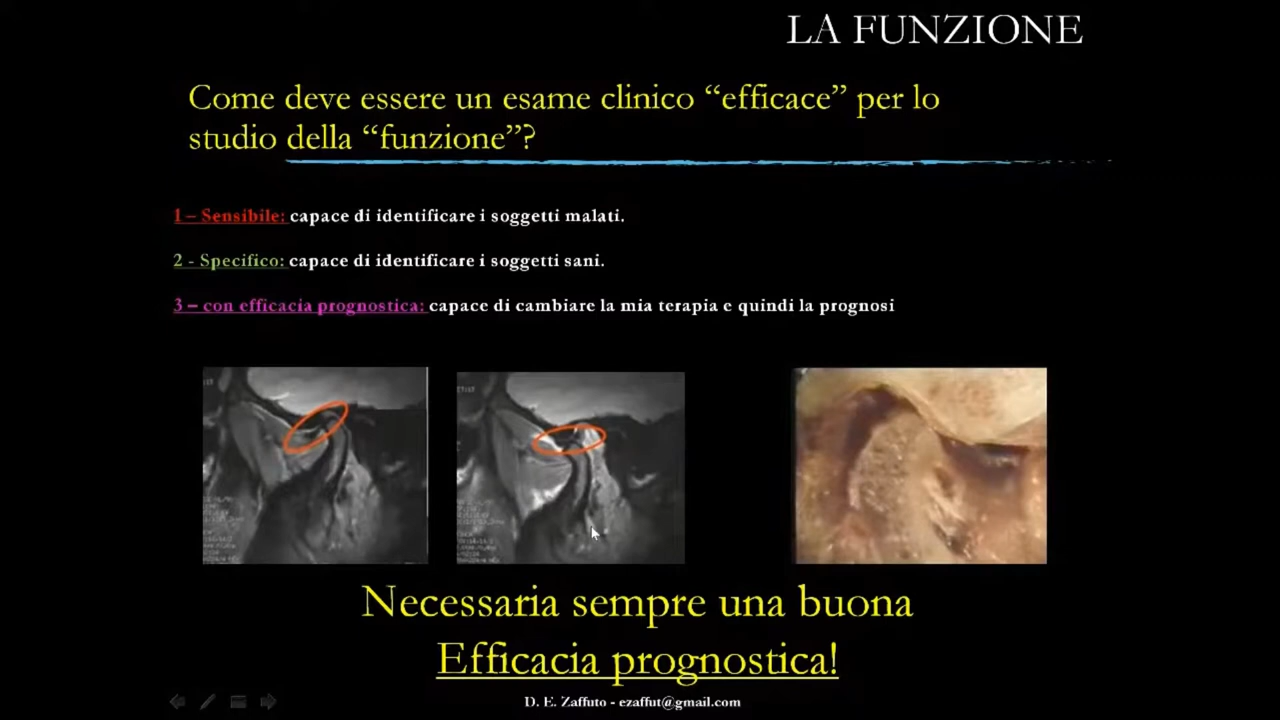 LA FUNZIONE
Come deve essere un esame clinico “efficace” per lo
studio della “funzione”?
1 – Sensibile: capace di identificare i soggetti malati.
2 - Specifico: capace di identificare i soggetti sani.
3 – con efficacia prognostica: capace di cambiare la mia terapia e quindi la prognosi
Necessaria sempre una buona
Efficacia prognostica!
D. E. Zaffuto - ezaffut@gmail.com